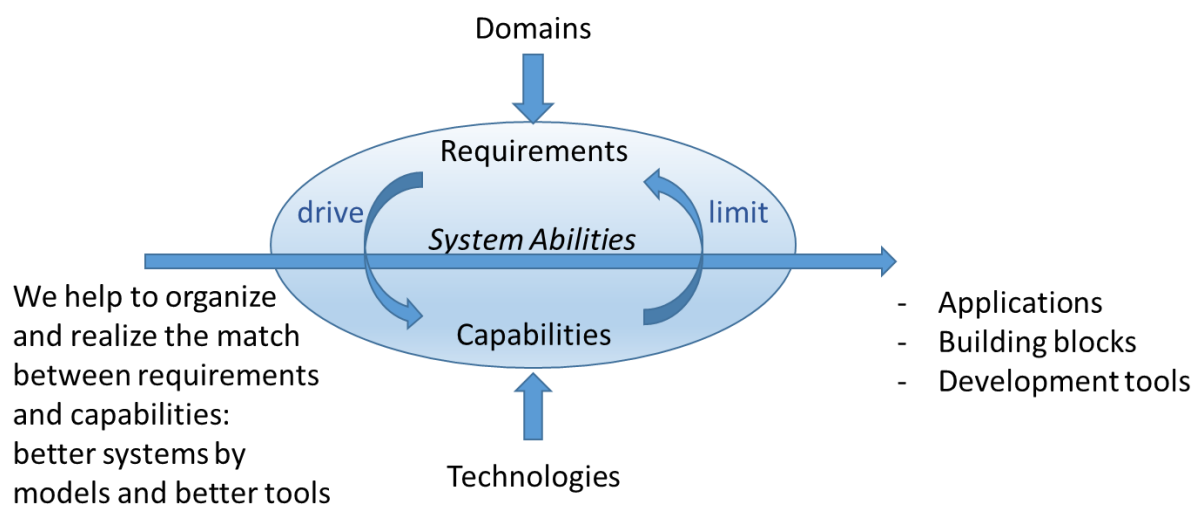 Domains
Requirements
drive
limit
System Abilities
Capabilities
Technologies
We help to organize
and realize the match
between requirements
and capabilities:
better systems by
models and better tools
- Applications
- Building blocks
- Development tools